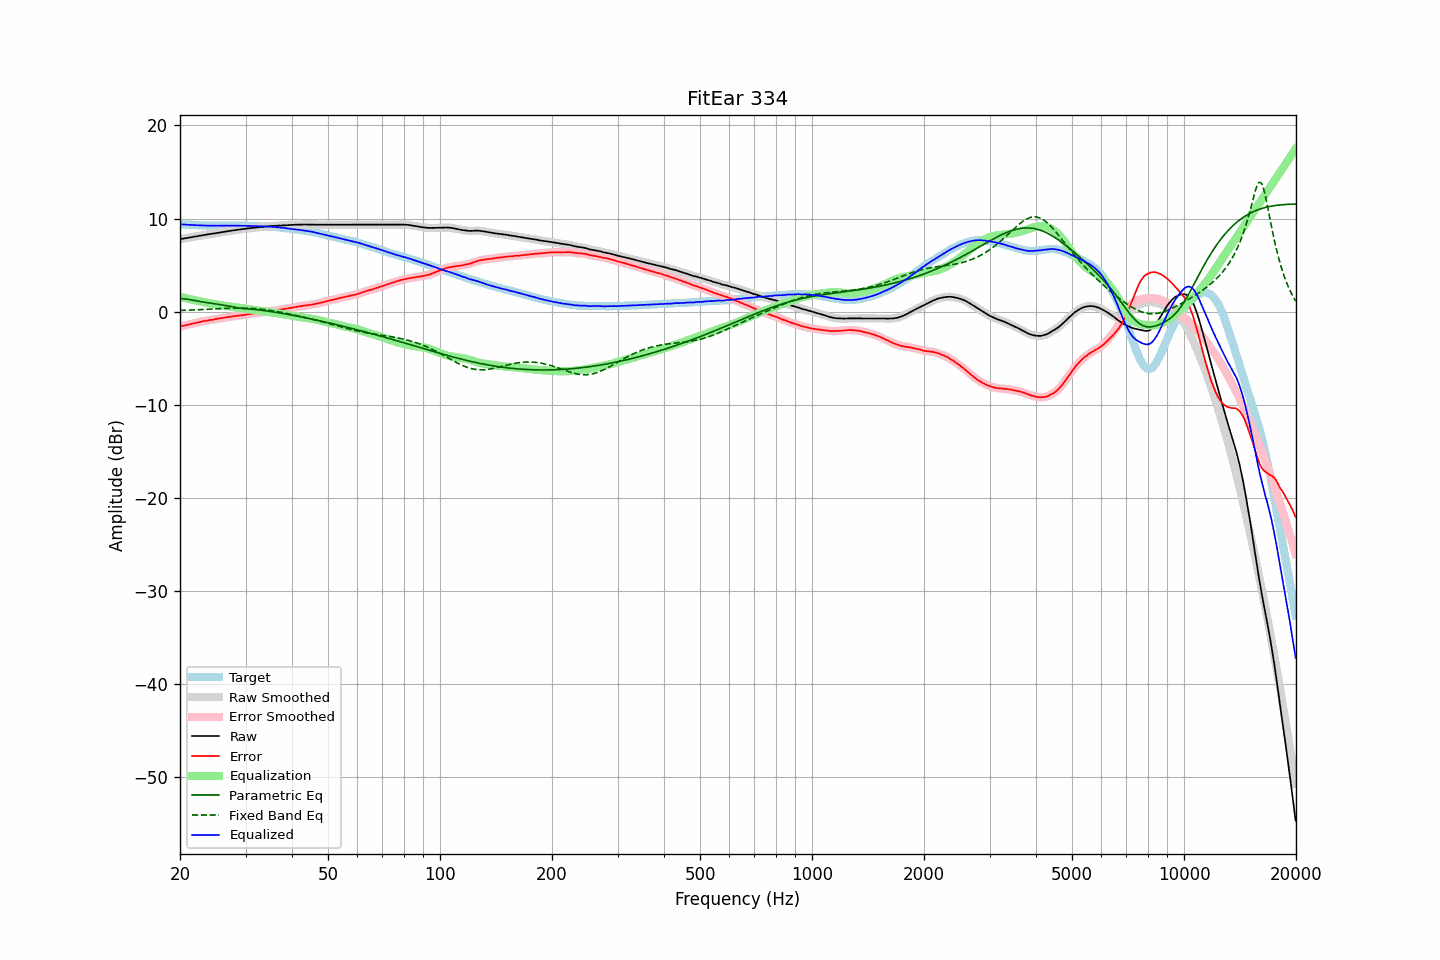 FitEar 334
20
10
0
−10
−20
−30
−40
−50
Amplitude (dBr)
Target
Raw Smoothed
Error Smoothed
Raw
Error
Equalization
Parametric Eq
Fixed Band Eq
Equalized
20 50 100 200 500 1000 2000 5000 10000 20000
Frequency (Hz)